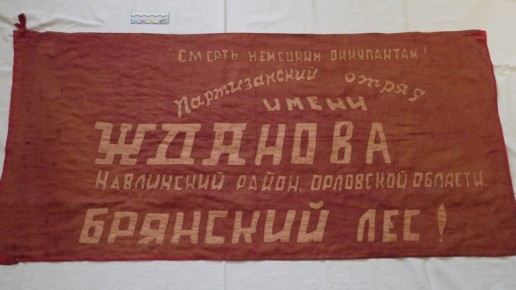 Смерть немецким оккупантам!
Партизанский отряд
имени
ЖДАНОВА
Навлинский район, Орловской области.
БРЯНСКИЙ ЛЕС!